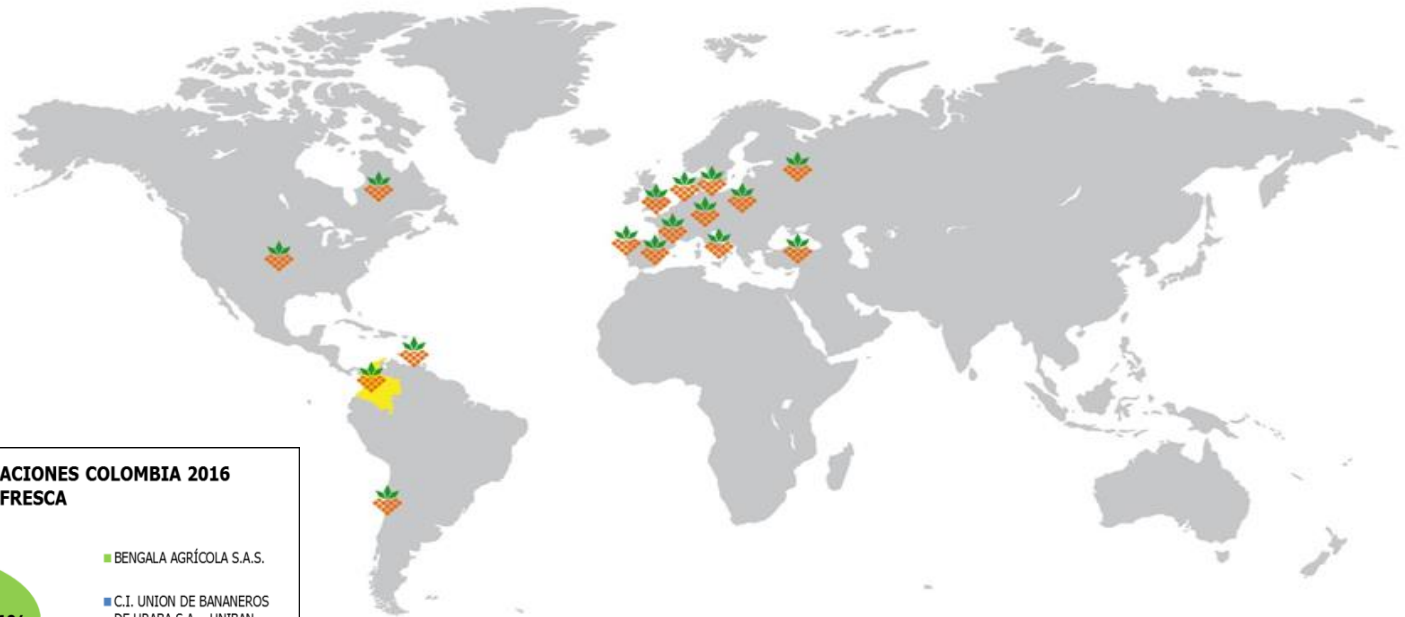 ACIONES COLOMBIA 2016
FRESCA
BENGALA AGRÍCOLA S.A.S.
C.I. UNION DE BANANEROS